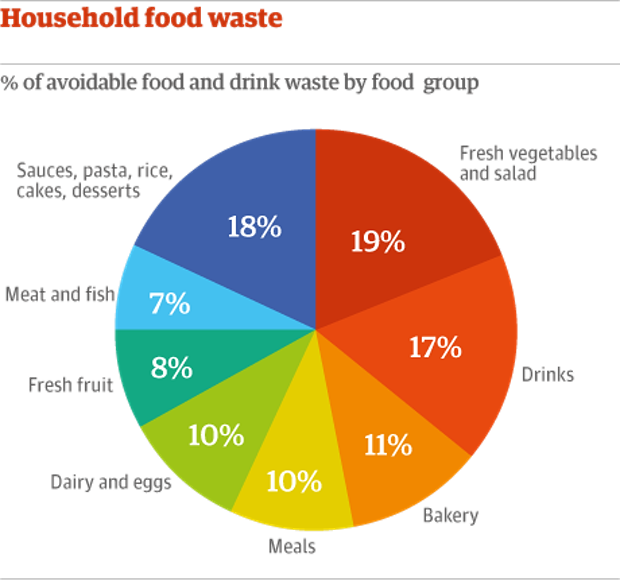 Household food waste
% of avoidable food and drink waste by food group
Fresh vegetables
and salad
19%
17%
Drinks
11%
Bakery
10%
Meals
10%
Dairy and eggs
8%
Fresh fruit
7%
Meat and fish
18%
Sauces, pasta, rice,
cakes, desserts